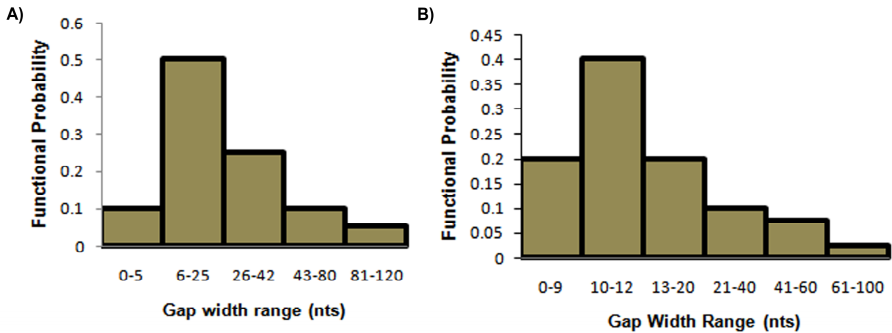 A)
Functional Probability
0.6
0.5
0.4
0.3
0.2
0.1
0
0-5 6-25 26-42 43-80 81-120
Gap width range (nts)
B)
Functional Probability
0.45
0.4
0.35
0.3
0.25
0.2
0.15
0.1
0.05
0
0-9 10-12 13-20 21-40 41-60 61-100
Gap Width Range (nts)